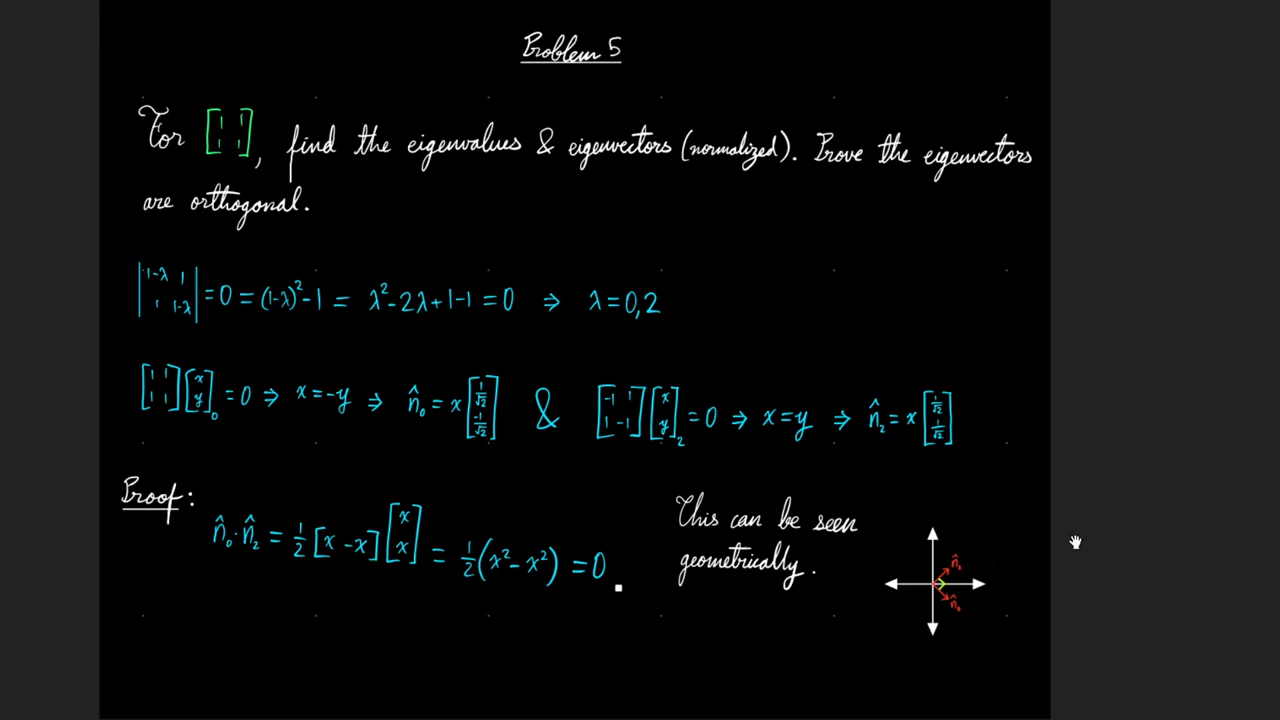 Problem 5
For [1 1; 1 1], find the eigenvalues & eigenvectors (normalized). Prove the eigenvectors
are orthogonal.
|1-λ 1; 1 1-λ| = 0 = (1-λ)² - 1 = λ² - 2λ + 1 - 1 = 0 ⇒ λ = 0, 2
[1 1; 1 1] [x; y]₀ = 0 ⇒ x = -y ⇒ n̂₀ = x [1/√2; -1/√2] & [-1 1; 1 -1] [x; y]₂ = 0 ⇒ x = y ⇒ n̂₂ = x [1/√2; 1/√2]
Proof:
n̂₀·n̂₂ = 1/2 [x -x] [x; x] = 1/2 (x² - x²) = 0.
This can be seen
geometrically.
n̂₂
n̂₀